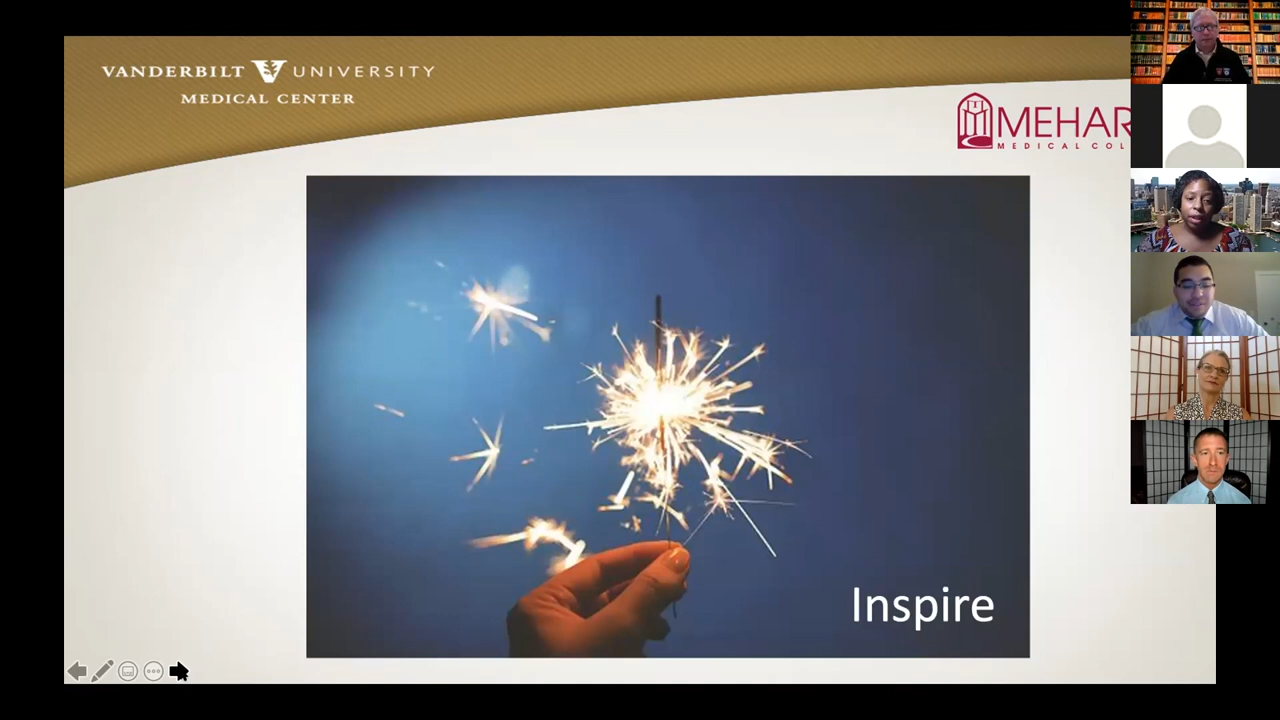 VANDERBILT UNIVERSITY
MEDICAL CENTER
MEHAR
MEDICAL COL
Inspire